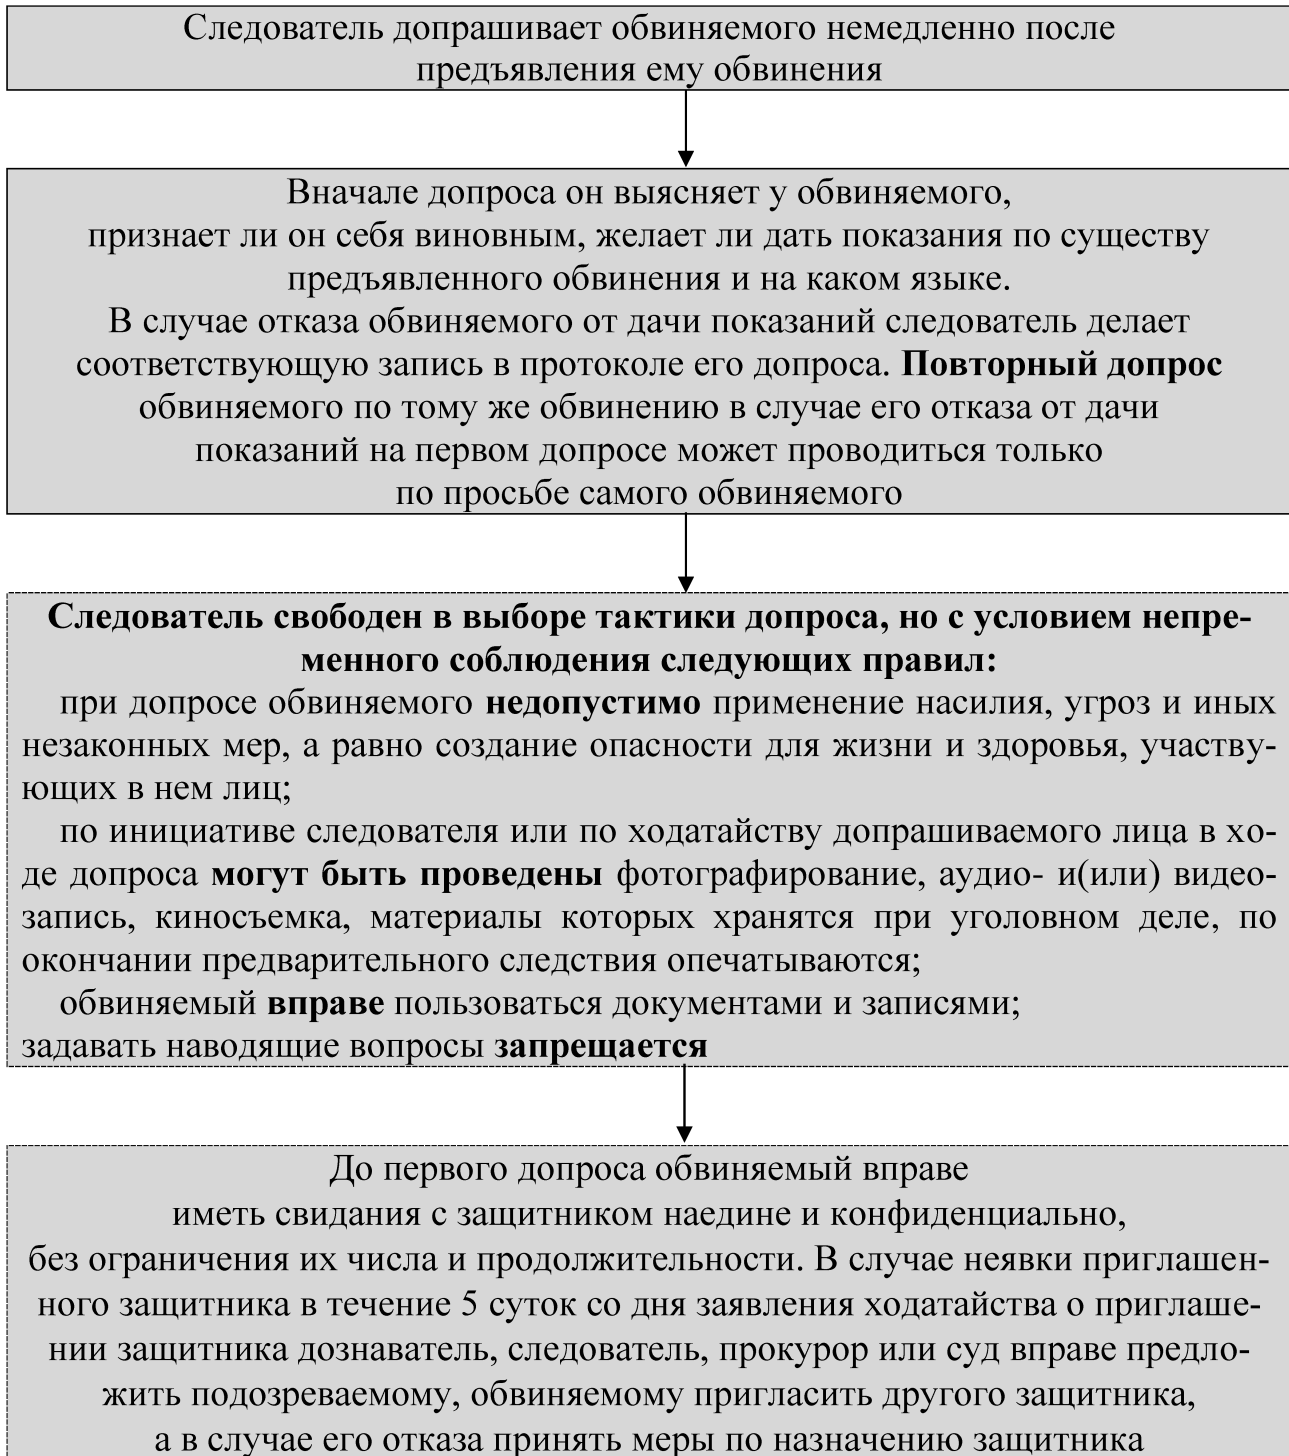 Следователь допрашивает обвиняемого немедленно после
предъявления ему обвинения
Вначале допроса он выясняет у обвиняемого,
признает ли он себя виновным, желает ли дать показания по существу
предъявленного обвинения и на каком языке.
В случае отказа обвиняемого от дачи показаний следователь делает
соответствующую запись в протоколе его допроса. Повторный допрос
обвиняемого по тому же обвинению в случае его отказа от дачи
показаний на первом допросе может проводиться только
по просьбе самого обвиняемого
Следователь свободен в выборе тактики допроса, но с условием непре-
менного соблюдения следующих правил:
при допросе обвиняемого недопустимо применение насилия, угроз и иных
незаконных мер, а равно создание опасности для жизни и здоровья, участву-
ющих в нем лиц;
по инициативе следователя или по ходатайству допрашиваемого лица в хо-
де допроса могут быть проведены фотографирование, аудио- и(или) видео-
запись, киносъемка, материалы которых хранятся при уголовном деле, по
окончании предварительного следствия опечатываются;
обвиняемый вправе пользоваться документами и записями;
задавать наводящие вопросы запрещается
До первого допроса обвиняемый вправе
иметь свидания с защитником наедине и конфиденциально,
без ограничения их числа и продолжительности. В случае неявки приглашен-
ного защитника в течение 5 суток со дня заявления ходатайства о приглаше-
нии защитника дознаватель, следователь, прокурор или суд вправе предло-
жить подозреваемому, обвиняемому пригласить другого защитника,
а в случае его отказа принять меры по назначению защитника